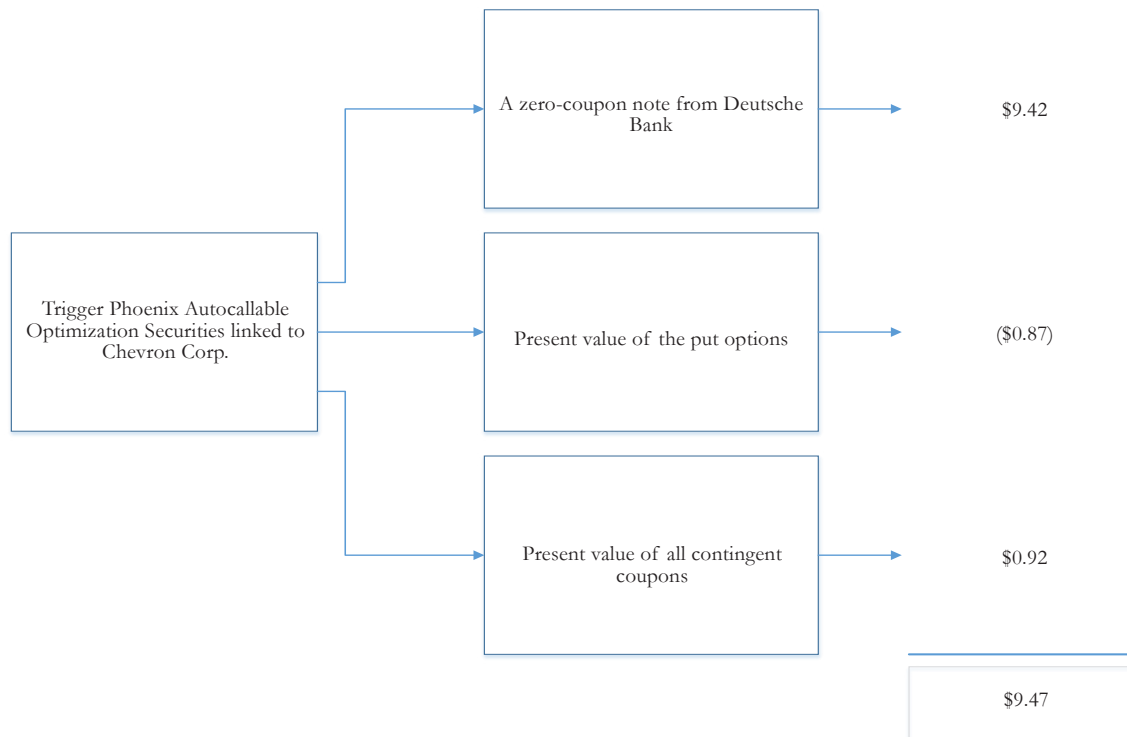 A zero-coupon note from Deutsche
Bank
$9.42
Trigger Phoenix Autocallable
Optimization Securities linked to
Chevron Corp.
Present value of the put options
($0.87)
Present value of all contingent
coupons
$0.92
$9.47